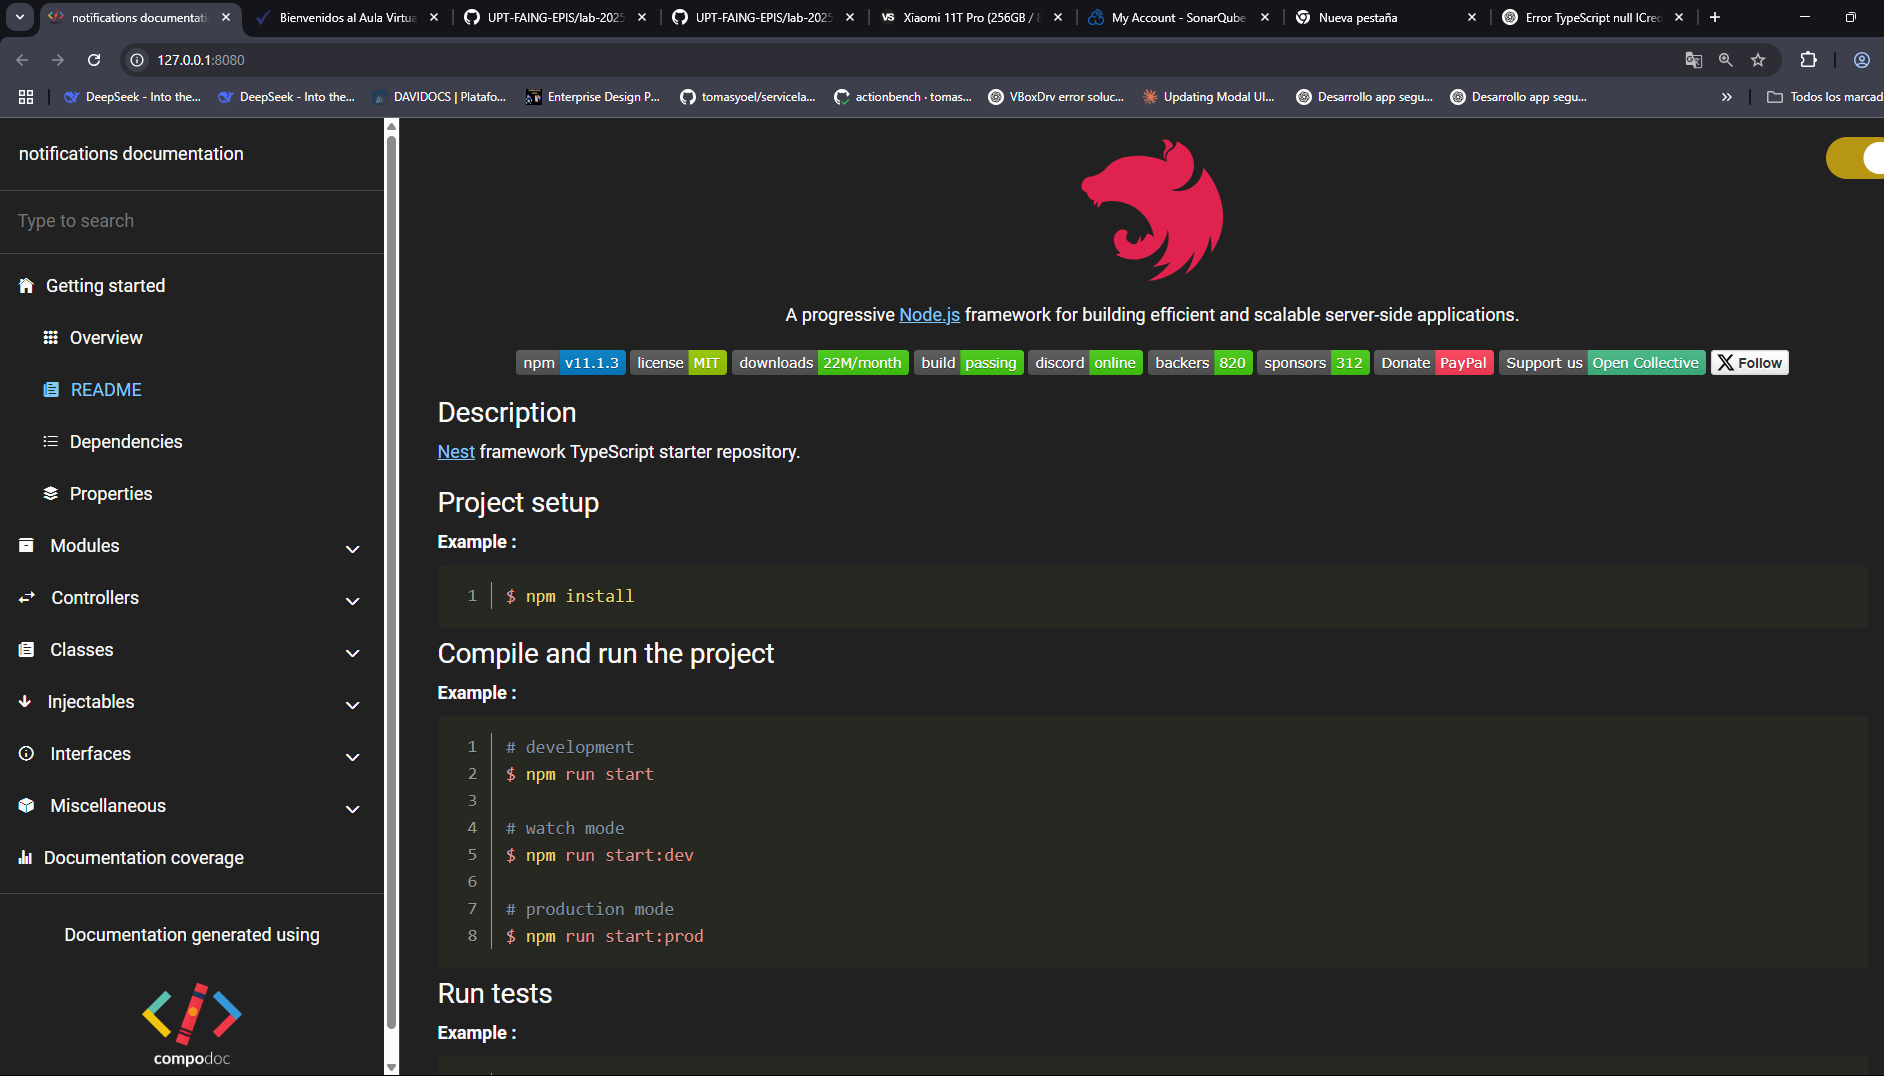 notifications documentati
Bienvenidos al Aula Virtua
UPT-FAING-EPIS/lab-2025
UPT-FAING-EPIS/lab-2025
VS Xiaomi 11T Pro (256GB / 8
My Account - SonarQube
Nueva pestaña
Error TypeScript null ICred
127.0.0.1:8080
DeepSeek - Into the...
DeepSeek - Into the...
DAVIDOCS | Platafo...
Enterprise Design P...
tomasyoel/servicela...
actionbench · tomas...
VBoxDrv error soluc...
Updating Modal UI...
Desarrollo app segu...
Desarrollo app segu...
Todos los marcad
notifications documentation
Type to search
Getting started
Overview
README
Dependencies
Properties
Modules
Controllers
Classes
Injectables
Interfaces
Miscellaneous
Documentation coverage
Documentation generated using
compodoc
A progressive Node.js framework for building efficient and scalable server-side applications.
npm v11.1.3 license MIT downloads 22M/month build passing discord online backers 820 sponsors 312 Donate PayPal Support us Open Collective X Follow
Description
Nest framework TypeScript starter repository.
Project setup
Example :
1 $ npm install
Compile and run the project
Example :
1 # development
2 $ npm run start
3
4 # watch mode
5 $ npm run start:dev
6
7 # production mode
8 $ npm run start:prod
Run tests
Example :